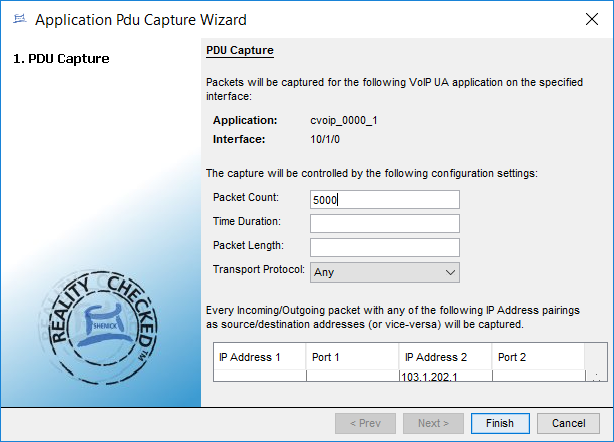 Application Pdu Capture Wizard
1. PDU Capture
PDU Capture
Packets will be captured for the following VoIP UA application on the specified
interface:
Application: cvoip_0000_1
Interface: 10/1/0
The capture will be controlled by the following configuration settings:
Packet Count: 5000
Time Duration:
Packet Length:
Transport Protocol: Any
Every Incoming/Outgoing packet with any of the following IP Address pairings
as source/destination addresses (or vice-versa) will be captured.
IP Address 1 Port 1 IP Address 2 Port 2
103.1.202.1
REALITY CHECKED™
SHENICK
< Prev Next > Finish Cancel